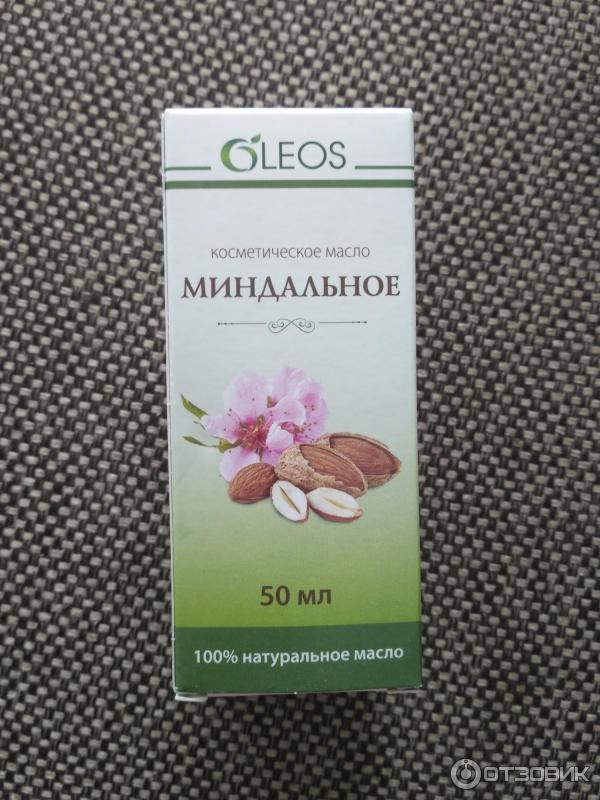 OLEOS
косметическое масло
МИНДАЛЬНОЕ
50 мл
100% натуральное масло
ОТЗОВИК